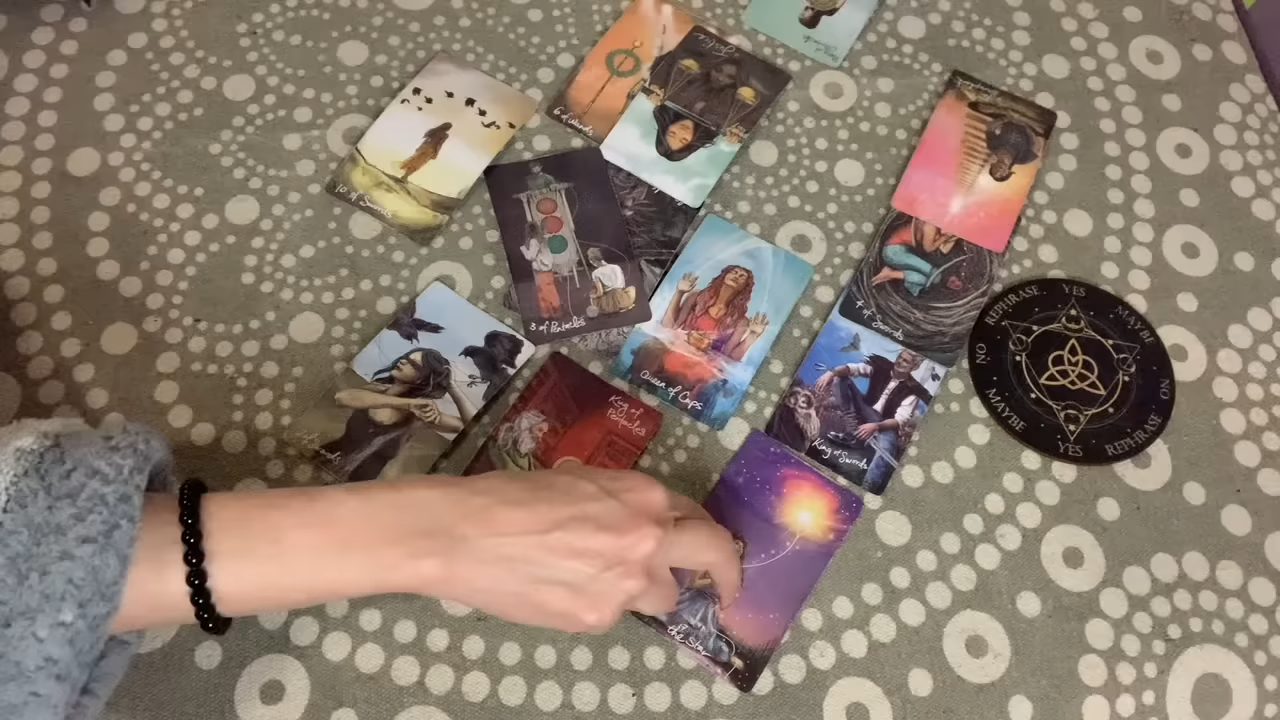 6 of Wands
Justice
10 of Swords
3 of Pentacles
4 of Swords
Queen of Cups
King of
Pentacles
King of Swords
the Star
YES
MAYBE
NO
REPHRASE
YES
MAYBE
NO
REPHRASE